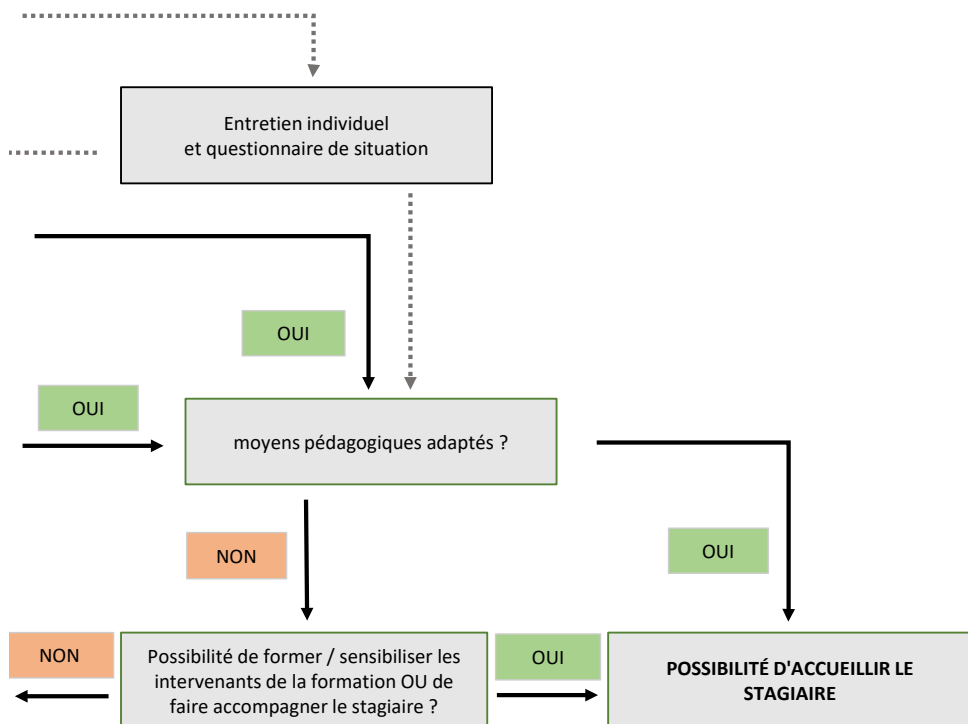 Entretien individuel
et questionnaire de situation
OUI
OUI
moyens pédagogiques adaptés ?
NON
OUI
NON
Possibilité de former / sensibiliser les
intervenants de la formation OU de
faire accompagner le stagiaire ?
OUI
POSSIBILITÉ D'ACCUEILLIR LE
STAGIAIRE